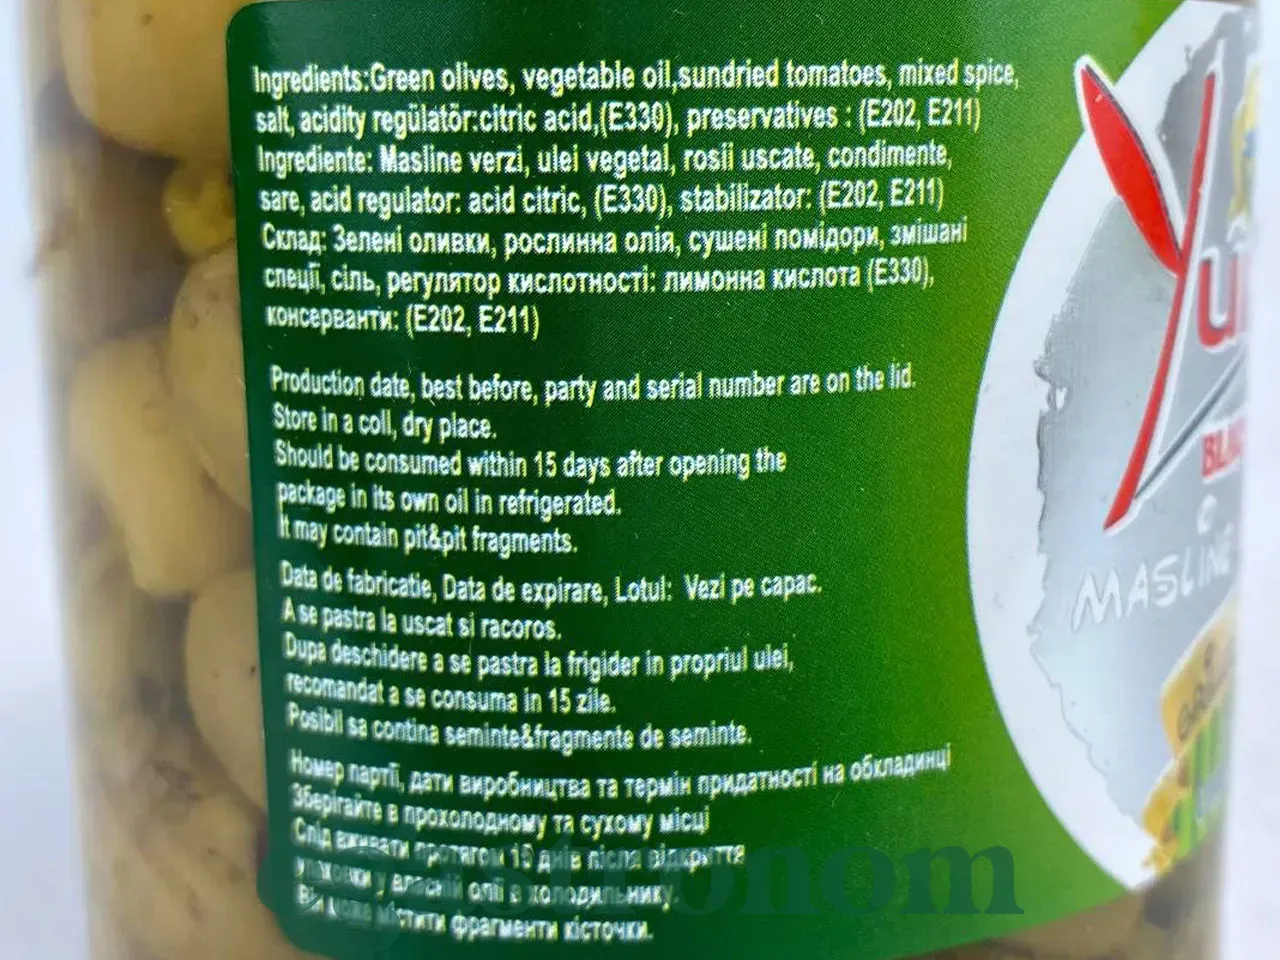 Ingredients:Green olives, vegetable oil,sundried tomatoes, mixed spice,
salt, acidity regülatör:citric acid,(E330), preservatives : (E202, E211)
Ingrediente: Masline verzi, ulei vegetal, rosii uscate, condimente,
sare, acid regulator: acid citric, (E330), stabilizator: (E202, E211)
Склад: Зелені оливки, рослинна олія, сушені помідори, змішані
спеції, сіль, регулятор кислотності: лимонна кислота (Е330),
консерванти: (Е202, Е211)
Production date, best before, party and serial number are on the lid.
Store in a coll, dry place.
Should be consumed within 15 days after opening the
package in its own oil in refrigerated.
It may contain pit&pit fragments.
Data de fabricatie, Data de expirare, Lotul: Vezi pe capac.
A se pastra la uscat si racoros.
Dupa deschidere a se pastra la frigider in propriul ulei,
recomandat a se consuma in 15 zile.
Posibil sa contina seminte&fragmente de seminte.
Номер партії, дати виробництва та термін придатності на обкладинці
Зберігайте в прохолодному та сухому місці
Слід вживати протягом днів після відкриття
упаковки у власній олії в холодильнику.
Він може містити фрагменти кісточки.
MASLINE